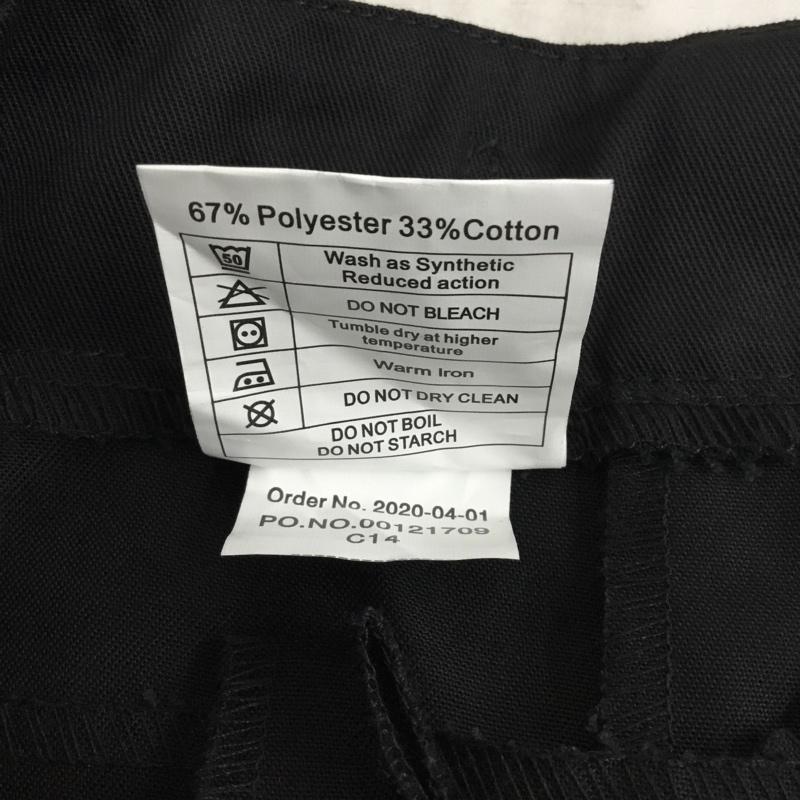 67% Polyester 33%Cotton
50
Wash as Synthetic
Reduced action
DO NOT BLEACH
Tumble dry at higher
temperature
Warm Iron
DO NOT DRY CLEAN
DO NOT BOIL
DO NOT STARCH
Order No. 2020-04-01
PO.NO.00121709
C14